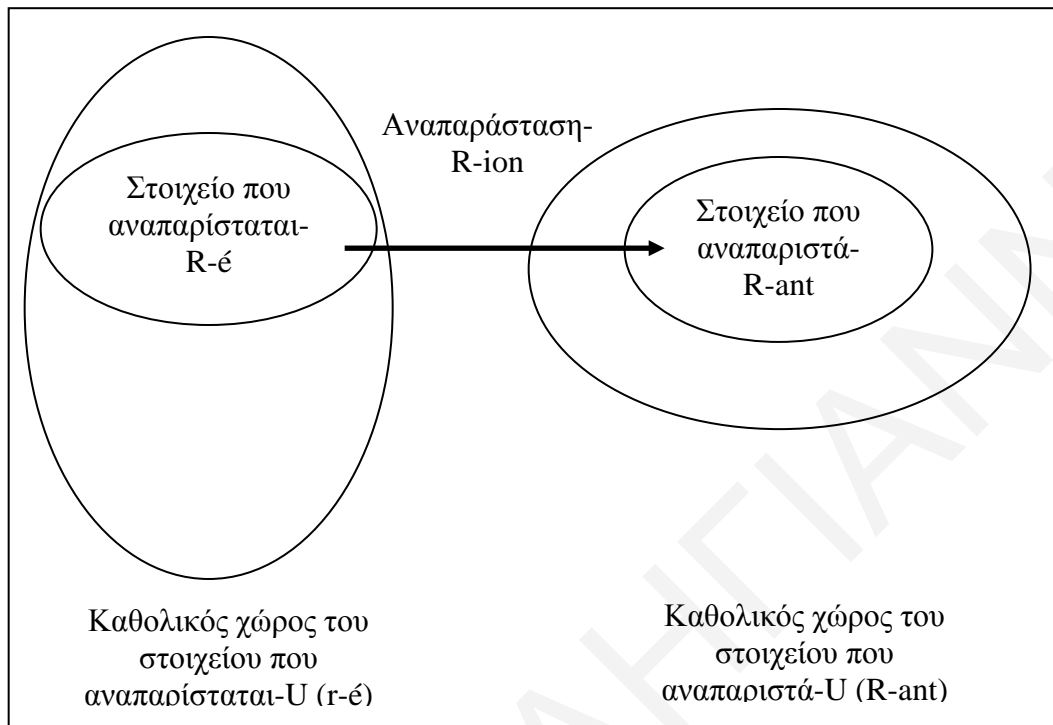 Αναπαράσταση-
R-ion
Στοιχείο που
αναπαρίσταται-
R-é
Στοιχείο που
αναπαριστά-
R-ant
Καθολικός χώρος του
στοιχείου που
αναπαρίσταται-U (r-é)
Καθολικός χώρος του
στοιχείου που
αναπαριστά-U (R-ant)